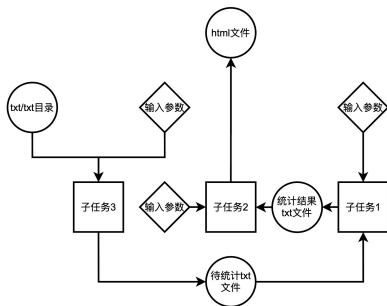 html文件
txt/txt目录
输入参数
输入参数
子任务3
输入参数
子任务2
统计结果
txt文件
子任务1
待统计txt
文件